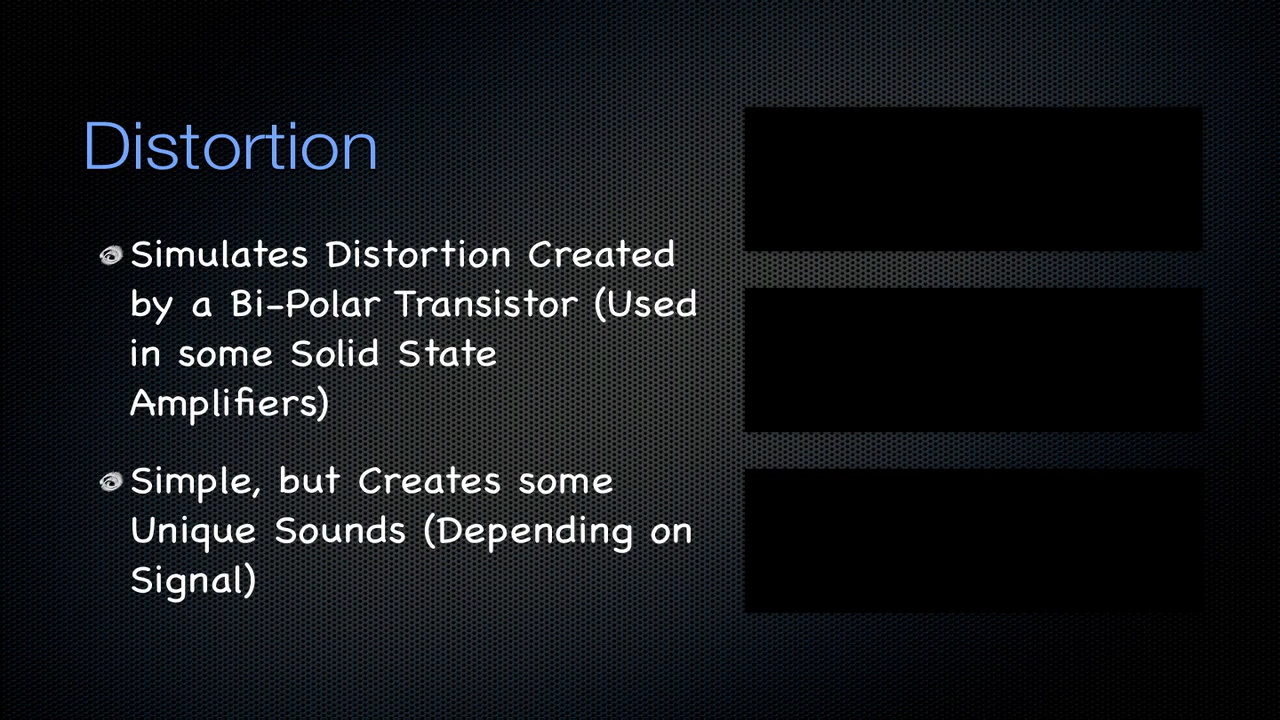 Distortion
Simulates Distortion Created
by a Bi-Polar Transistor (Used
in some Solid State
Amplifiers)
Simple, but Creates some
Unique Sounds (Depending on
Signal)